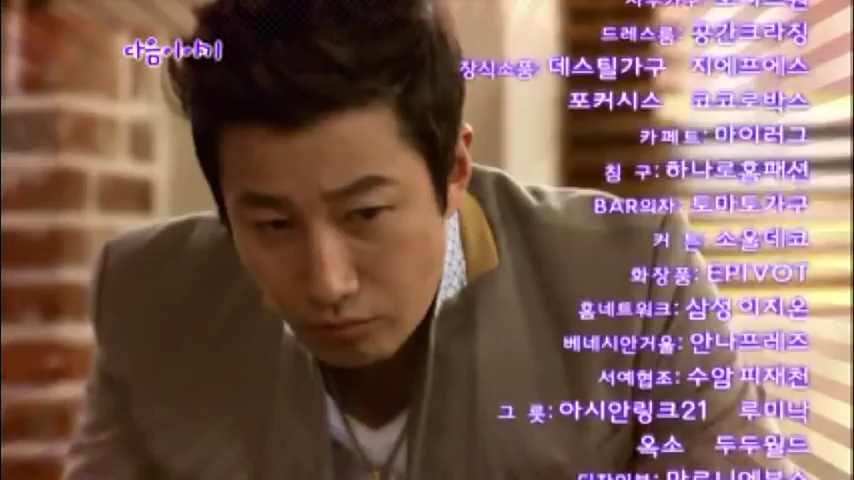 다음이야기
드레스룸: 공간크라징
장식소품: 데스틸가구 지에프에스
포커시스 코코로박스
카페트: 마이러그
침 구: 하나로홈패션
BAR의자: 토마토가구
커 튼: 소울데코
화장품: EPIVOT
홈네트워크: 삼성 이지온
베네시안거울: 안나프레즈
서예협조: 수암 피재천
그 릇: 아시안링크21 루미낙
옥소 두두월드